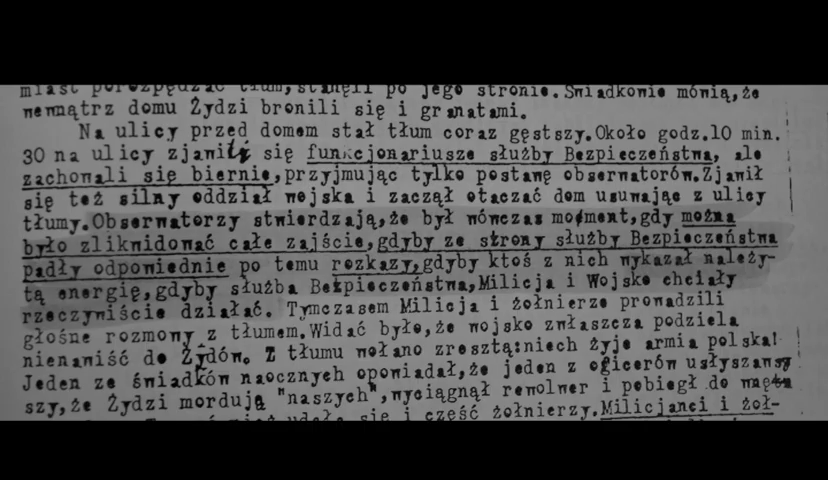 miast porozpędzać tłum,stanęli po jego stronie.Świadkowie mówią,że
wewnątrz domu Żydzi bronili się i granatami.
Na ulicy przed domem stał tłum coraz gęstszy.Około godz.10 min.
30 na ulicy zjawili się funkcjonariusze służby Bezpieczeństwa, ale
zachowali się biernie,przyjmując tylko postawę obserwatorów.Zjawił
się też silny oddział wojska i zaczął otaczać dom usuwając z ulicy
tłumy.Obserwatorzy stwierdzają,że był wówczas moment,gdy można
było zlikwidować całe zajście,gdyby ze strony służby Bezpieczeństwa
padły odpowiednie po temu rozkazy,gdyby ktoś z nich wykazał należy-
tą energię,gdyby służba Bezpieczeństwa,Milicja i Wojsko chciały
rzeczywiście działać. Tymczasem Milicja i żołnierze prowadzili
głośne rozmowy z tłumem.Widać było,że wojsko zwłaszcza podziela
nienawiść do Żydów. Z tłumu wołano zresztą:niech żyje armia polska!
Jeden ze świadków naocznych opowiadał,że jeden z ogicerów usłyszawszy
szy,że Żydzi mordują "naszych",wyciągnął rewolwer i pobiegł do
się i część żołnierzy.Milicjanci i żoł-